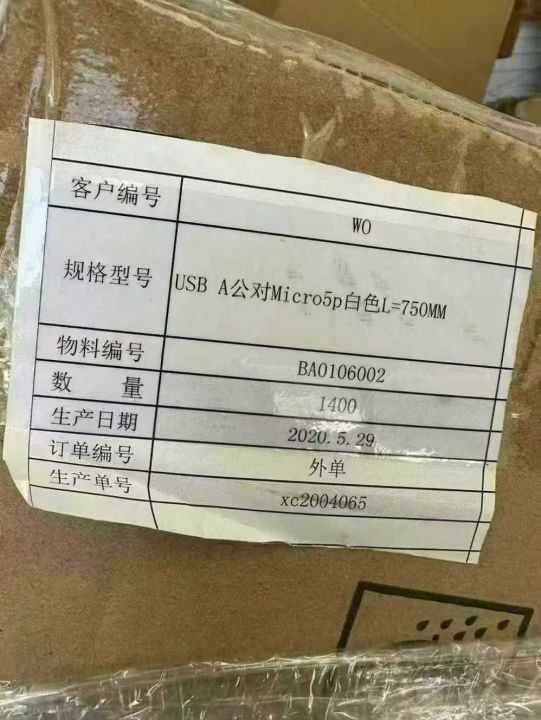 客户编号 WO
规格型号 USB A公对Micro5p白色L=750MM
物料编号 BA0106002
数 量 1400
生产日期 2020.5.29
订单编号 外单
生产单号 xc2004065